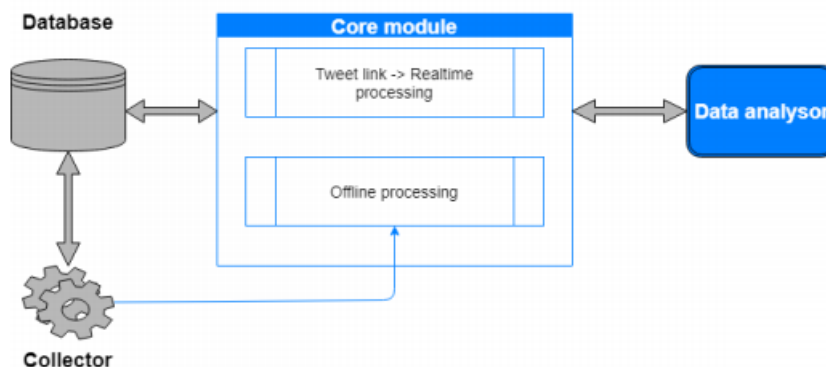 Database
Core module
Tweet link -> Realtime
processing
Data analysor
Offline processing
Collector